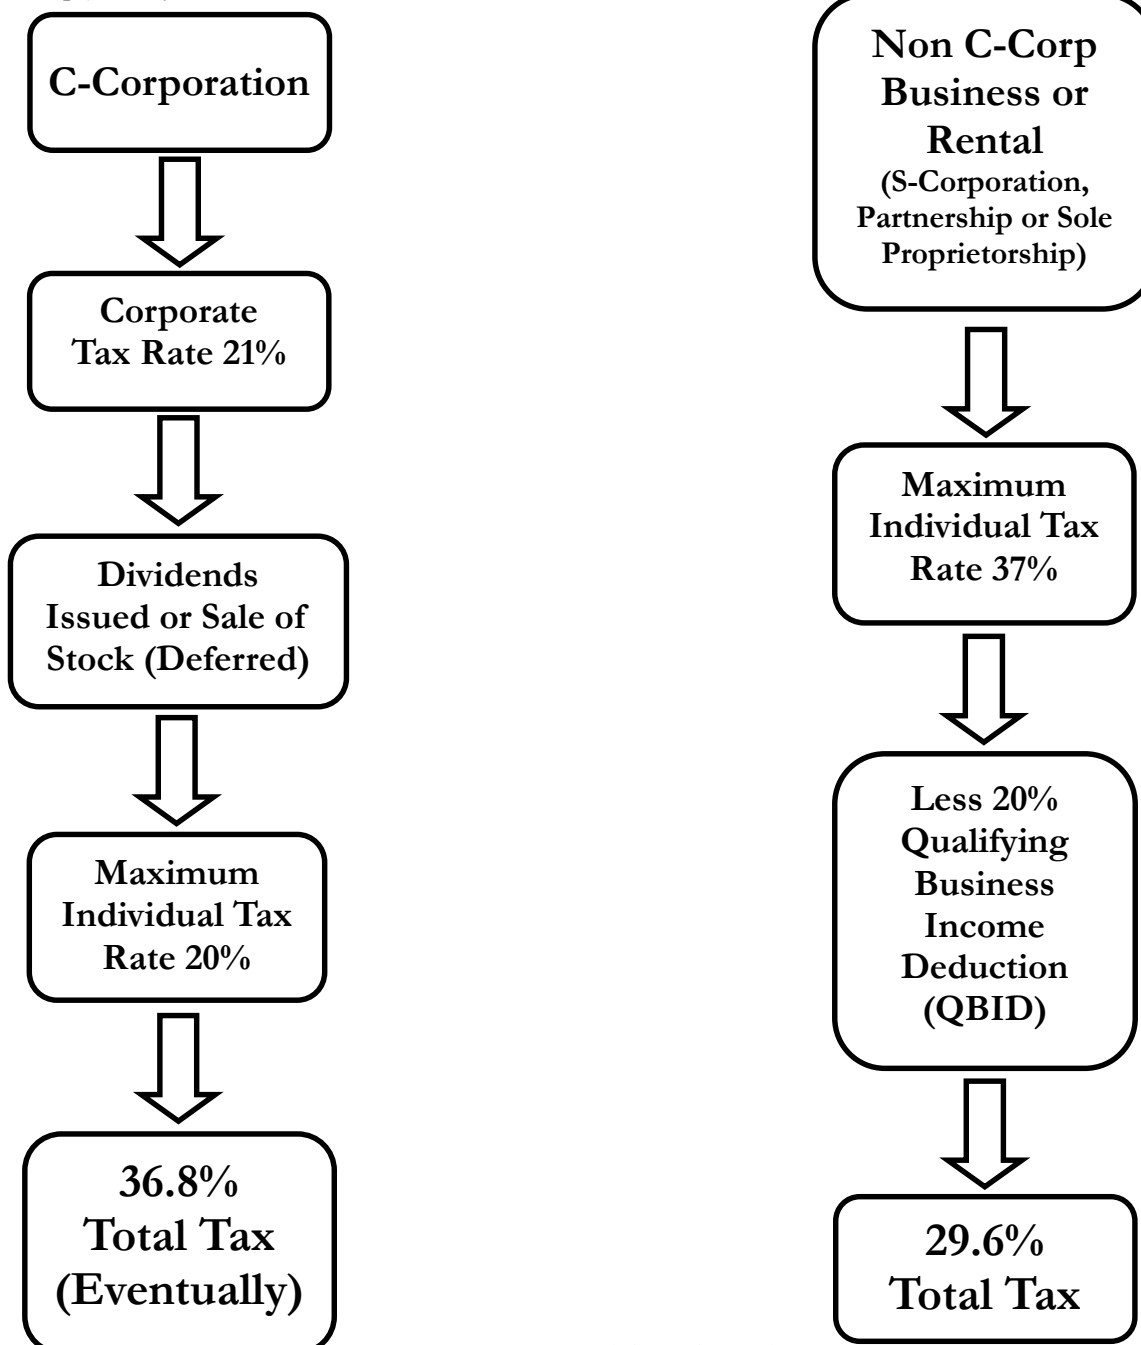 C-Corporation
Corporate
Tax Rate 21%
Dividends
Issued or Sale of
Stock (Deferred)
Maximum
Individual Tax
Rate 20%
36.8%
Total Tax
(Eventually)
Non C-Corp
Business or
Rental
(S-Corporation,
Partnership or Sole
Proprietorship)
Maximum
Individual Tax
Rate 37%
Less 20%
Qualifying
Business
Income
Deduction
(QBID)
29.6%
Total Tax